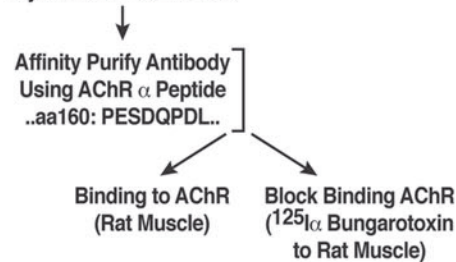 Affinity Purify Antibody
Using AChR α Peptide
..aa160: PESDQPDL..
Binding to AChR
(Rat Muscle)
Block Binding AChR
(¹²⁵Iα Bungarotoxin
to Rat Muscle)